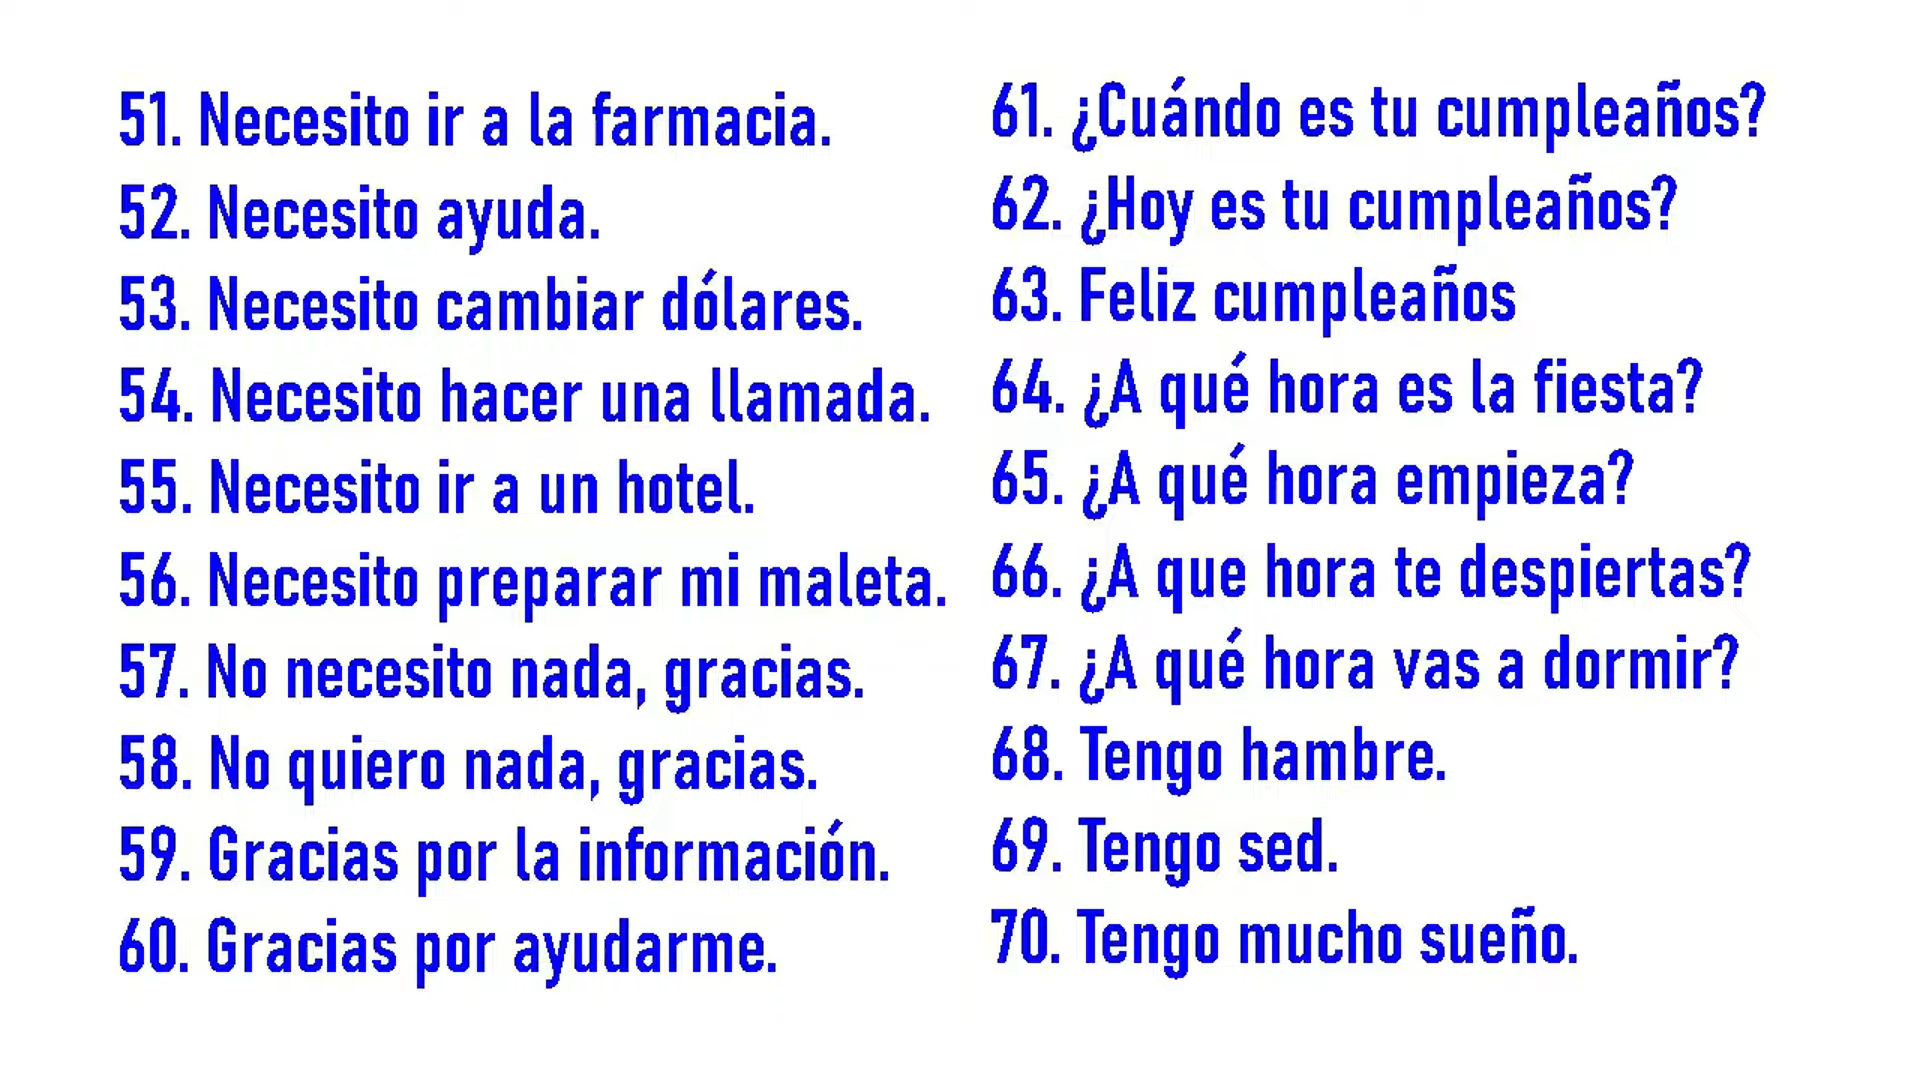 51. Necesito ir a la farmacia.
52. Necesito ayuda.
53. Necesito cambiar dólares.
54. Necesito hacer una llamada.
55. Necesito ir a un hotel.
56. Necesito preparar mi maleta.
57. No necesito nada, gracias.
58. No quiero nada, gracias.
59. Gracias por la información.
60. Gracias por ayudarme.
61. ¿Cuándo es tu cumpleaños?
62. ¿Hoy es tu cumpleaños?
63. Feliz cumpleaños
64. ¿A qué hora es la fiesta?
65. ¿A qué hora empieza?
66. ¿A que hora te despiertas?
67. ¿A qué hora vas a dormir?
68. Tengo hambre.
69. Tengo sed.
70. Tengo mucho sueño.